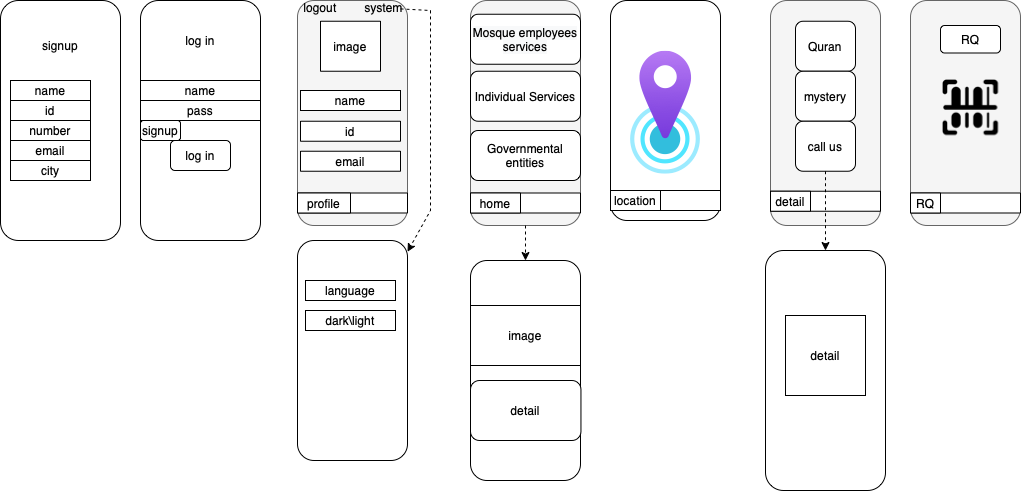 signup
name
id
number
email
city
log in
name
pass
signup
log in
logout
system
image
name
id
email
profile
language
dark\light
Mosque employees
services
Individual Services
Governmental
entities
home
image
detail
location
Quran
mystery
call us
detail
detail
RQ
RQ